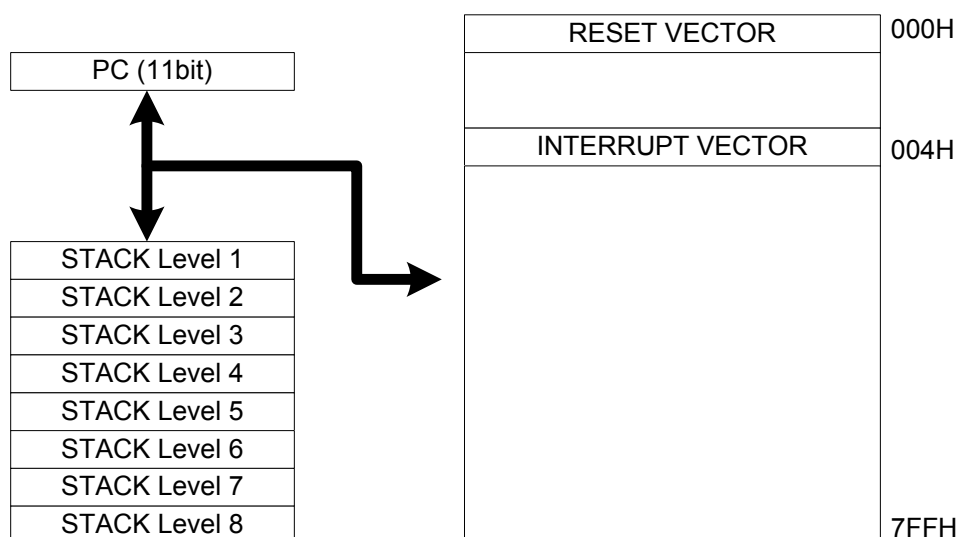 PC (11bit)
STACK Level 1
STACK Level 2
STACK Level 3
STACK Level 4
STACK Level 5
STACK Level 6
STACK Level 7
STACK Level 8
RESET VECTOR
000H
INTERRUPT VECTOR
004H
7FFH